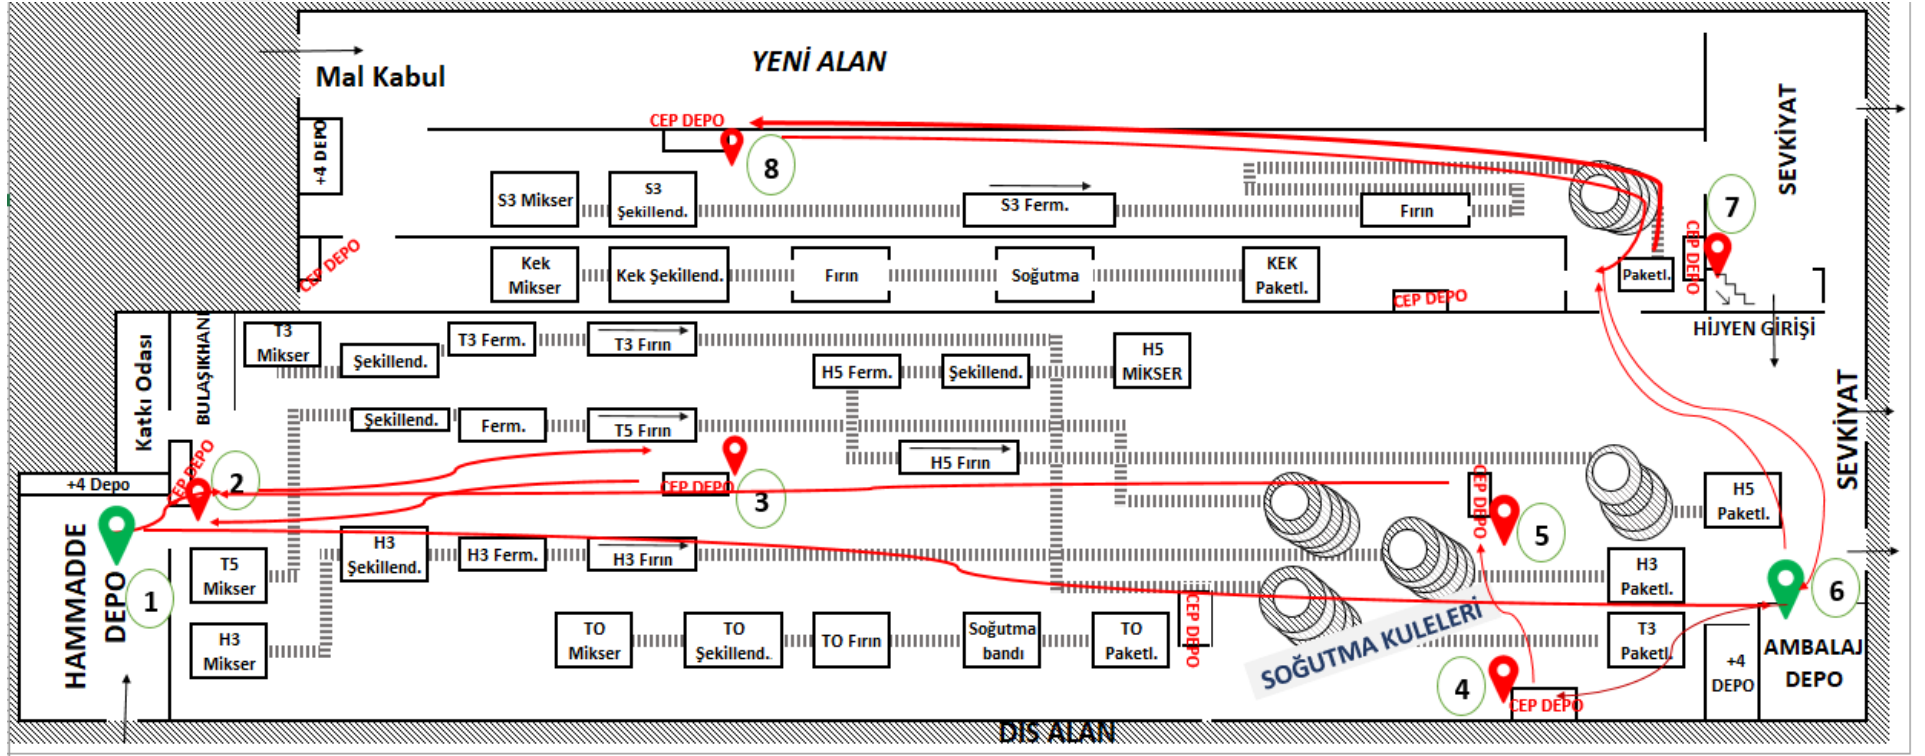 YENİ ALAN
Mal Kabul
SEVKİYAT
CEP DEPO
8
+4 DEPO
S3 Mikser
S3
Şekillend.
S3 Ferm.
Fırın
7
CEP DEPO
CEP DEPO
Kek
Mikser
Kek Şekillend.
Fırın
Soğutma
KEK
Paketl.
CEP DEPO
Paketl.
HİJYEN GİRİŞİ
Katkı Odası
BULAŞIKHANE
T3
Mikser
Şekillend.
T3 Ferm.
T3 Fırın
H5 Ferm.
Şekillend.
H5
MİKSER
SEVKİYAT
Şekillend.
Ferm.
T5 Fırın
H5 Fırın
+4 Depo
CEP DEPO
2
CEP DEPO
3
CEP DEPO
5
H5
Paketl.
HAMMADDE
DEPO
1
T5
Mikser
H3
Şekillend.
H3 Ferm.
H3 Fırın
H3
Paketl.
6
H3
Mikser
TO
Mikser
TO
Şekillend.
TO Fırın
Soğutma
bandı
TO
Paketl.
CEP DEPO
SOĞUTMA KULELERİ
T3
Paketl.
4
CEP DEPO
+4
DEPO
AMBALAJ
DEPO
DIS ALAN